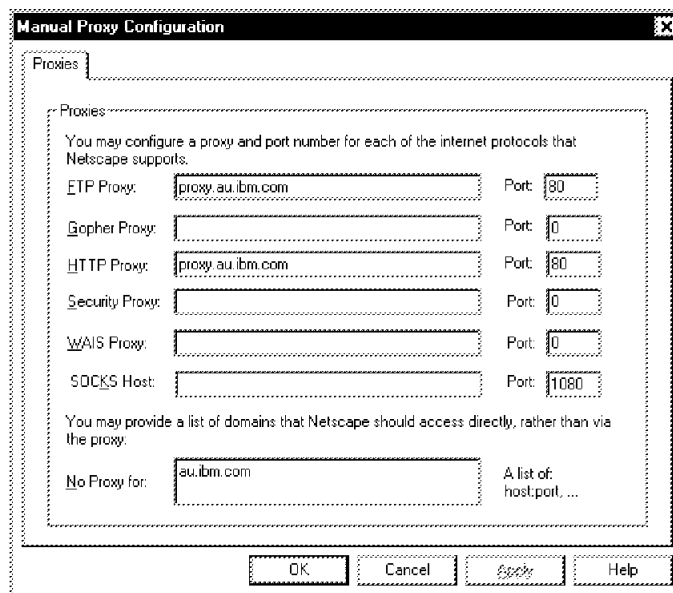 Manual Proxy Configuration
Proxies
Proxies
You may configure a proxy and port number for each of the internet protocols that
Netscape supports.
FTP Proxy: proxy.au.ibm.com Port: 80
Gopher Proxy: Port: 0
HTTP Proxy: proxy.au.ibm.com Port: 80
Security Proxy: Port: 0
WAIS Proxy: Port: 0
SOCKS Host: Port: 1080
You may provide a list of domains that Netscape should access directly, rather than via
the proxy:
No Proxy for: au.ibm.com A list of:
host:port, ...
OK Cancel Apply Help